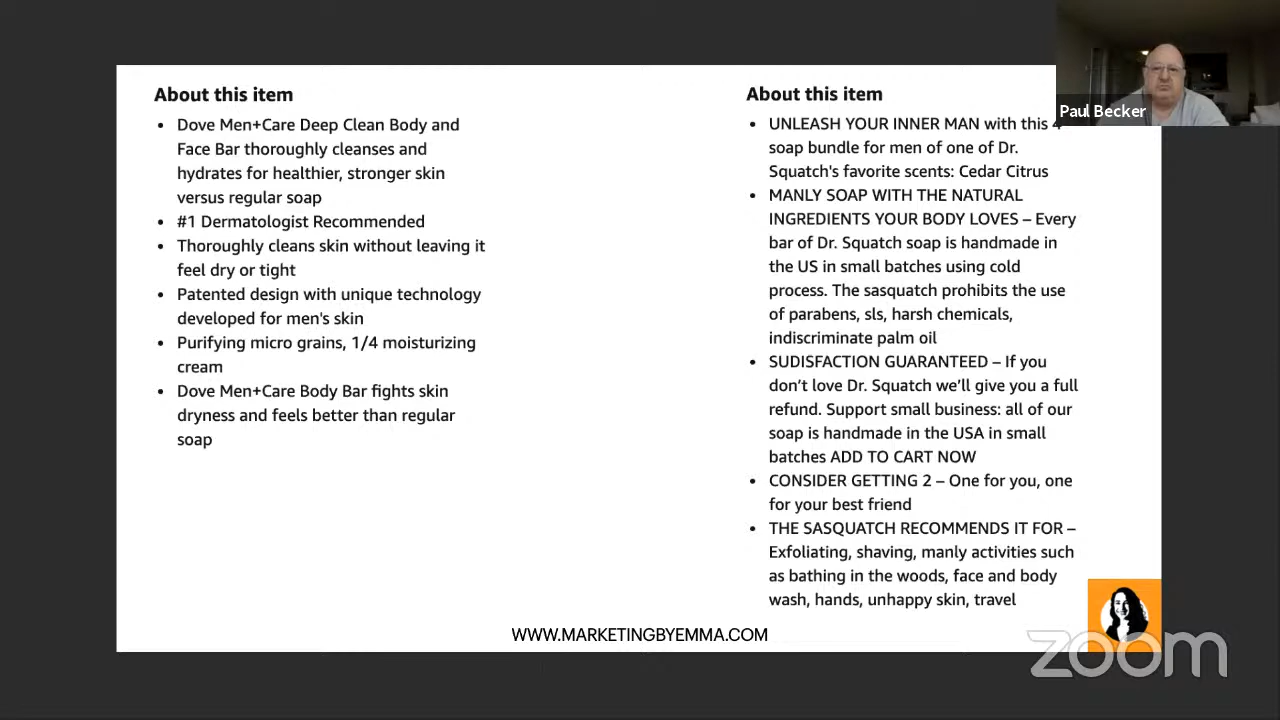 About this item
• Dove Men+Care Deep Clean Body and
Face Bar thoroughly cleanses and
hydrates for healthier, stronger skin
versus regular soap
• #1 Dermatologist Recommended
• Thoroughly cleans skin without leaving it
feel dry or tight
• Patented design with unique technology
developed for men's skin
• Purifying micro grains, 1/4 moisturizing
cream
• Dove Men+Care Body Bar fights skin
dryness and feels better than regular
soap
About this item
• UNLEASH YOUR INNER MAN with this 4
soap bundle for men of one of Dr.
Squatch's favorite scents: Cedar Citrus
• MANLY SOAP WITH THE NATURAL
INGREDIENTS YOUR BODY LOVES – Every
bar of Dr. Squatch soap is handmade in
the US in small batches using cold
process. The sasquatch prohibits the use
of parabens, sls, harsh chemicals,
indiscriminate palm oil
• SUDISFACTION GUARANTEED – If you
don’t love Dr. Squatch we’ll give you a full
refund. Support small business: all of our
soap is handmade in the USA in small
batches ADD TO CART NOW
• CONSIDER GETTING 2 – One for you, one
for your best friend
• THE SASQUATCH RECOMMENDS IT FOR –
Exfoliating, shaving, manly activities such
as bathing in the woods, face and body
wash, hands, unhappy skin, travel
Paul Becker
WWW.MARKETINGBYEMMA.COM
zoom